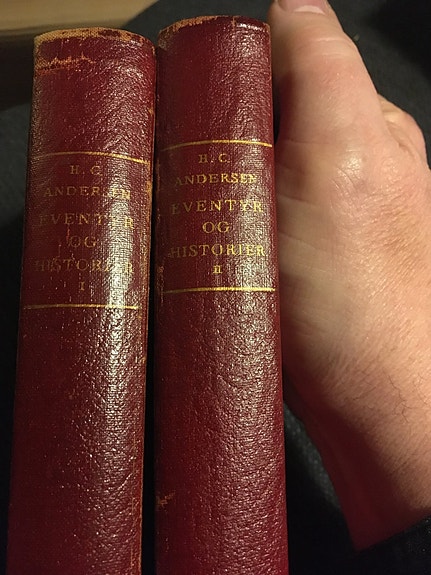 H. C.
ANDERSEN
EVENTYR
OG
HISTORIER
I
H. C.
ANDERSEN
EVENTYR
OG
HISTORIER
II